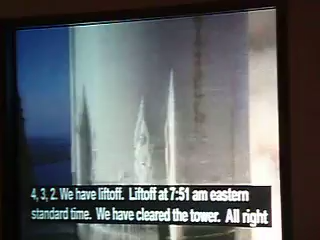 4, 3, 2. We have liftoff. Liftoff at 7:51 am eastern
standard time. We have cleared the tower. All right